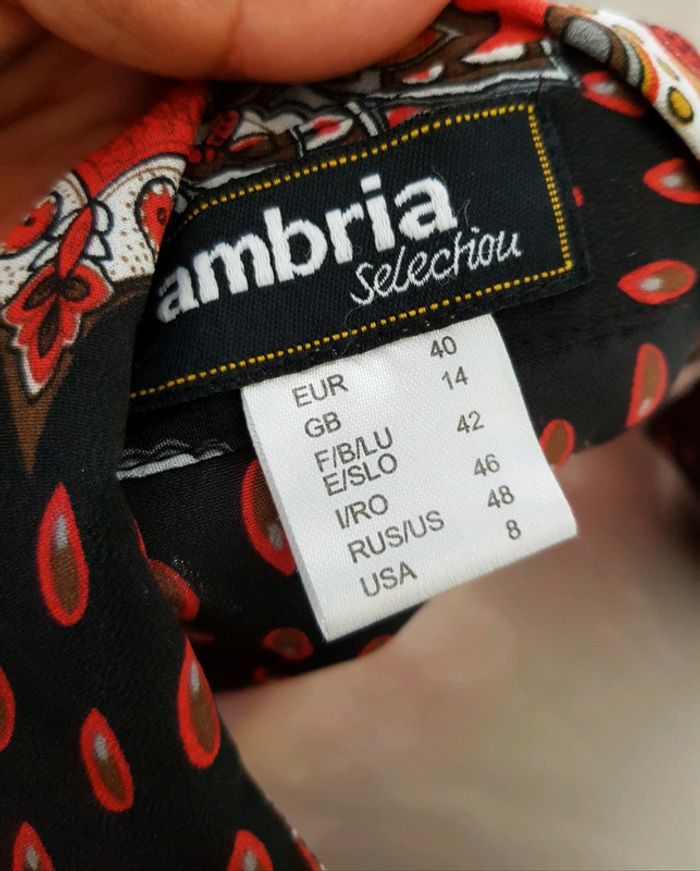 ambria
selection
EUR 40
GB 14
F/B/LU 42
E/SLO
I/RO 46
RUS/US 48
USA 8